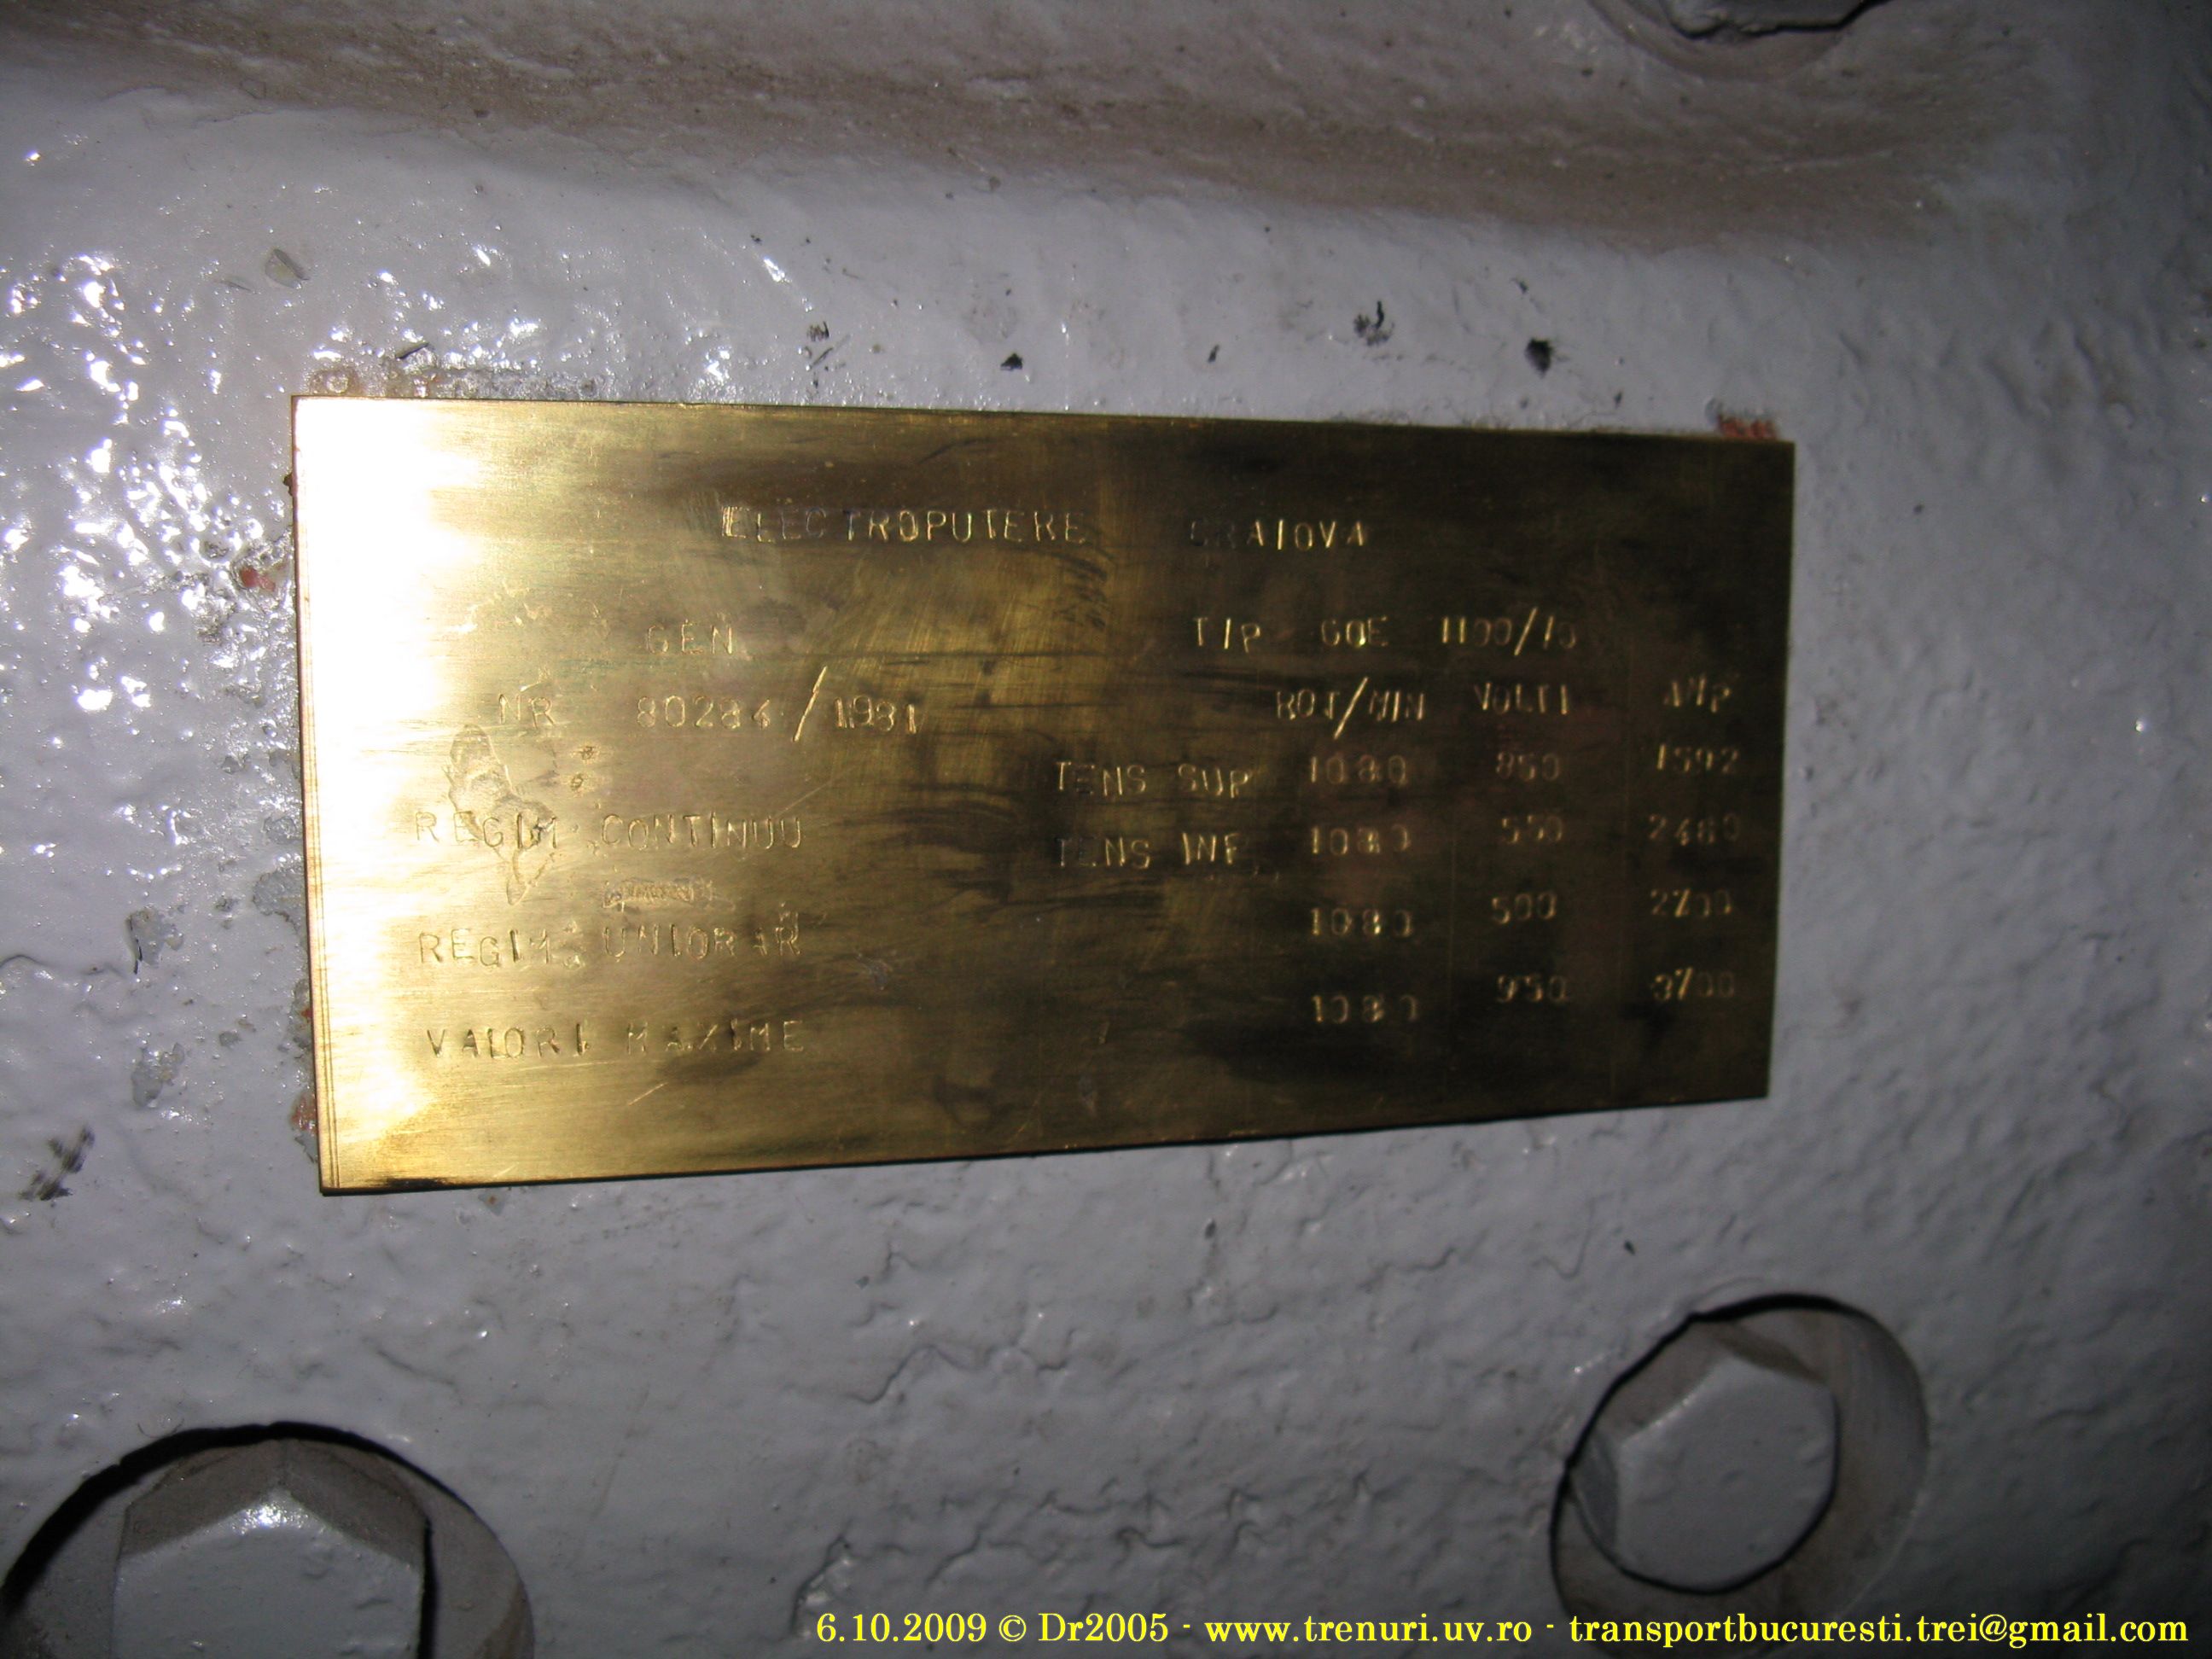 ELECTROPUTERE CRAIOVA
GEN TIP GOE 1100/10
NR 80284/1981 ROT/MIN VOLTI AMP
TENS SUP 1080 850 1592
REGIM CONTINUU TENS INF 1080 550 2480
REGIM UNIORAR 1080 500 2700
VALORI MAXIME 1080 950 3700
6.10.2009 © Dr2005 - www.trenuri.uv.ro - transportbucuresti.trei@gmail.com